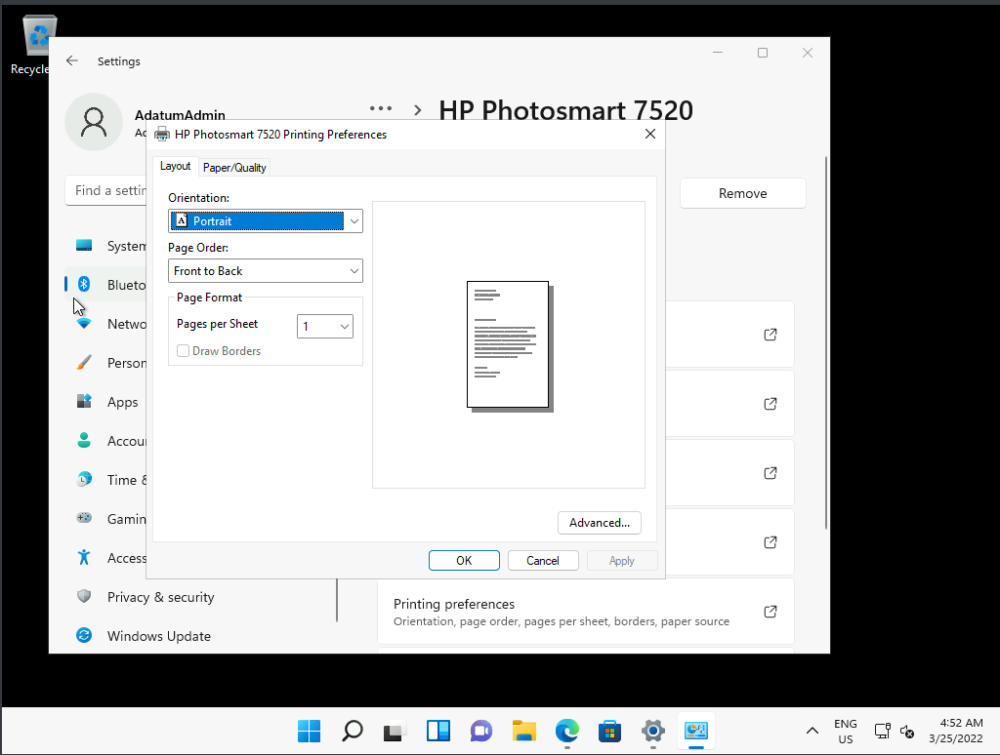 Recycle
Settings
AdatumAdmin
HP Photosmart 7520
HP Photosmart 7520 Printing Preferences
Layout
Paper/Quality
Find a settin
Remove
Orientation:
Portrait
Page Order:
Front to Back
Page Format
Pages per Sheet
1
Draw Borders
System
Blueto
Netwo
Person
Apps
Accou
Time &
Gamin
Access
Privacy & security
Windows Update
Advanced...
OK
Cancel
Apply
Printing preferences
Orientation, page order, pages per sheet, borders, paper source
ENG
US
4:52 AM
3/25/2022